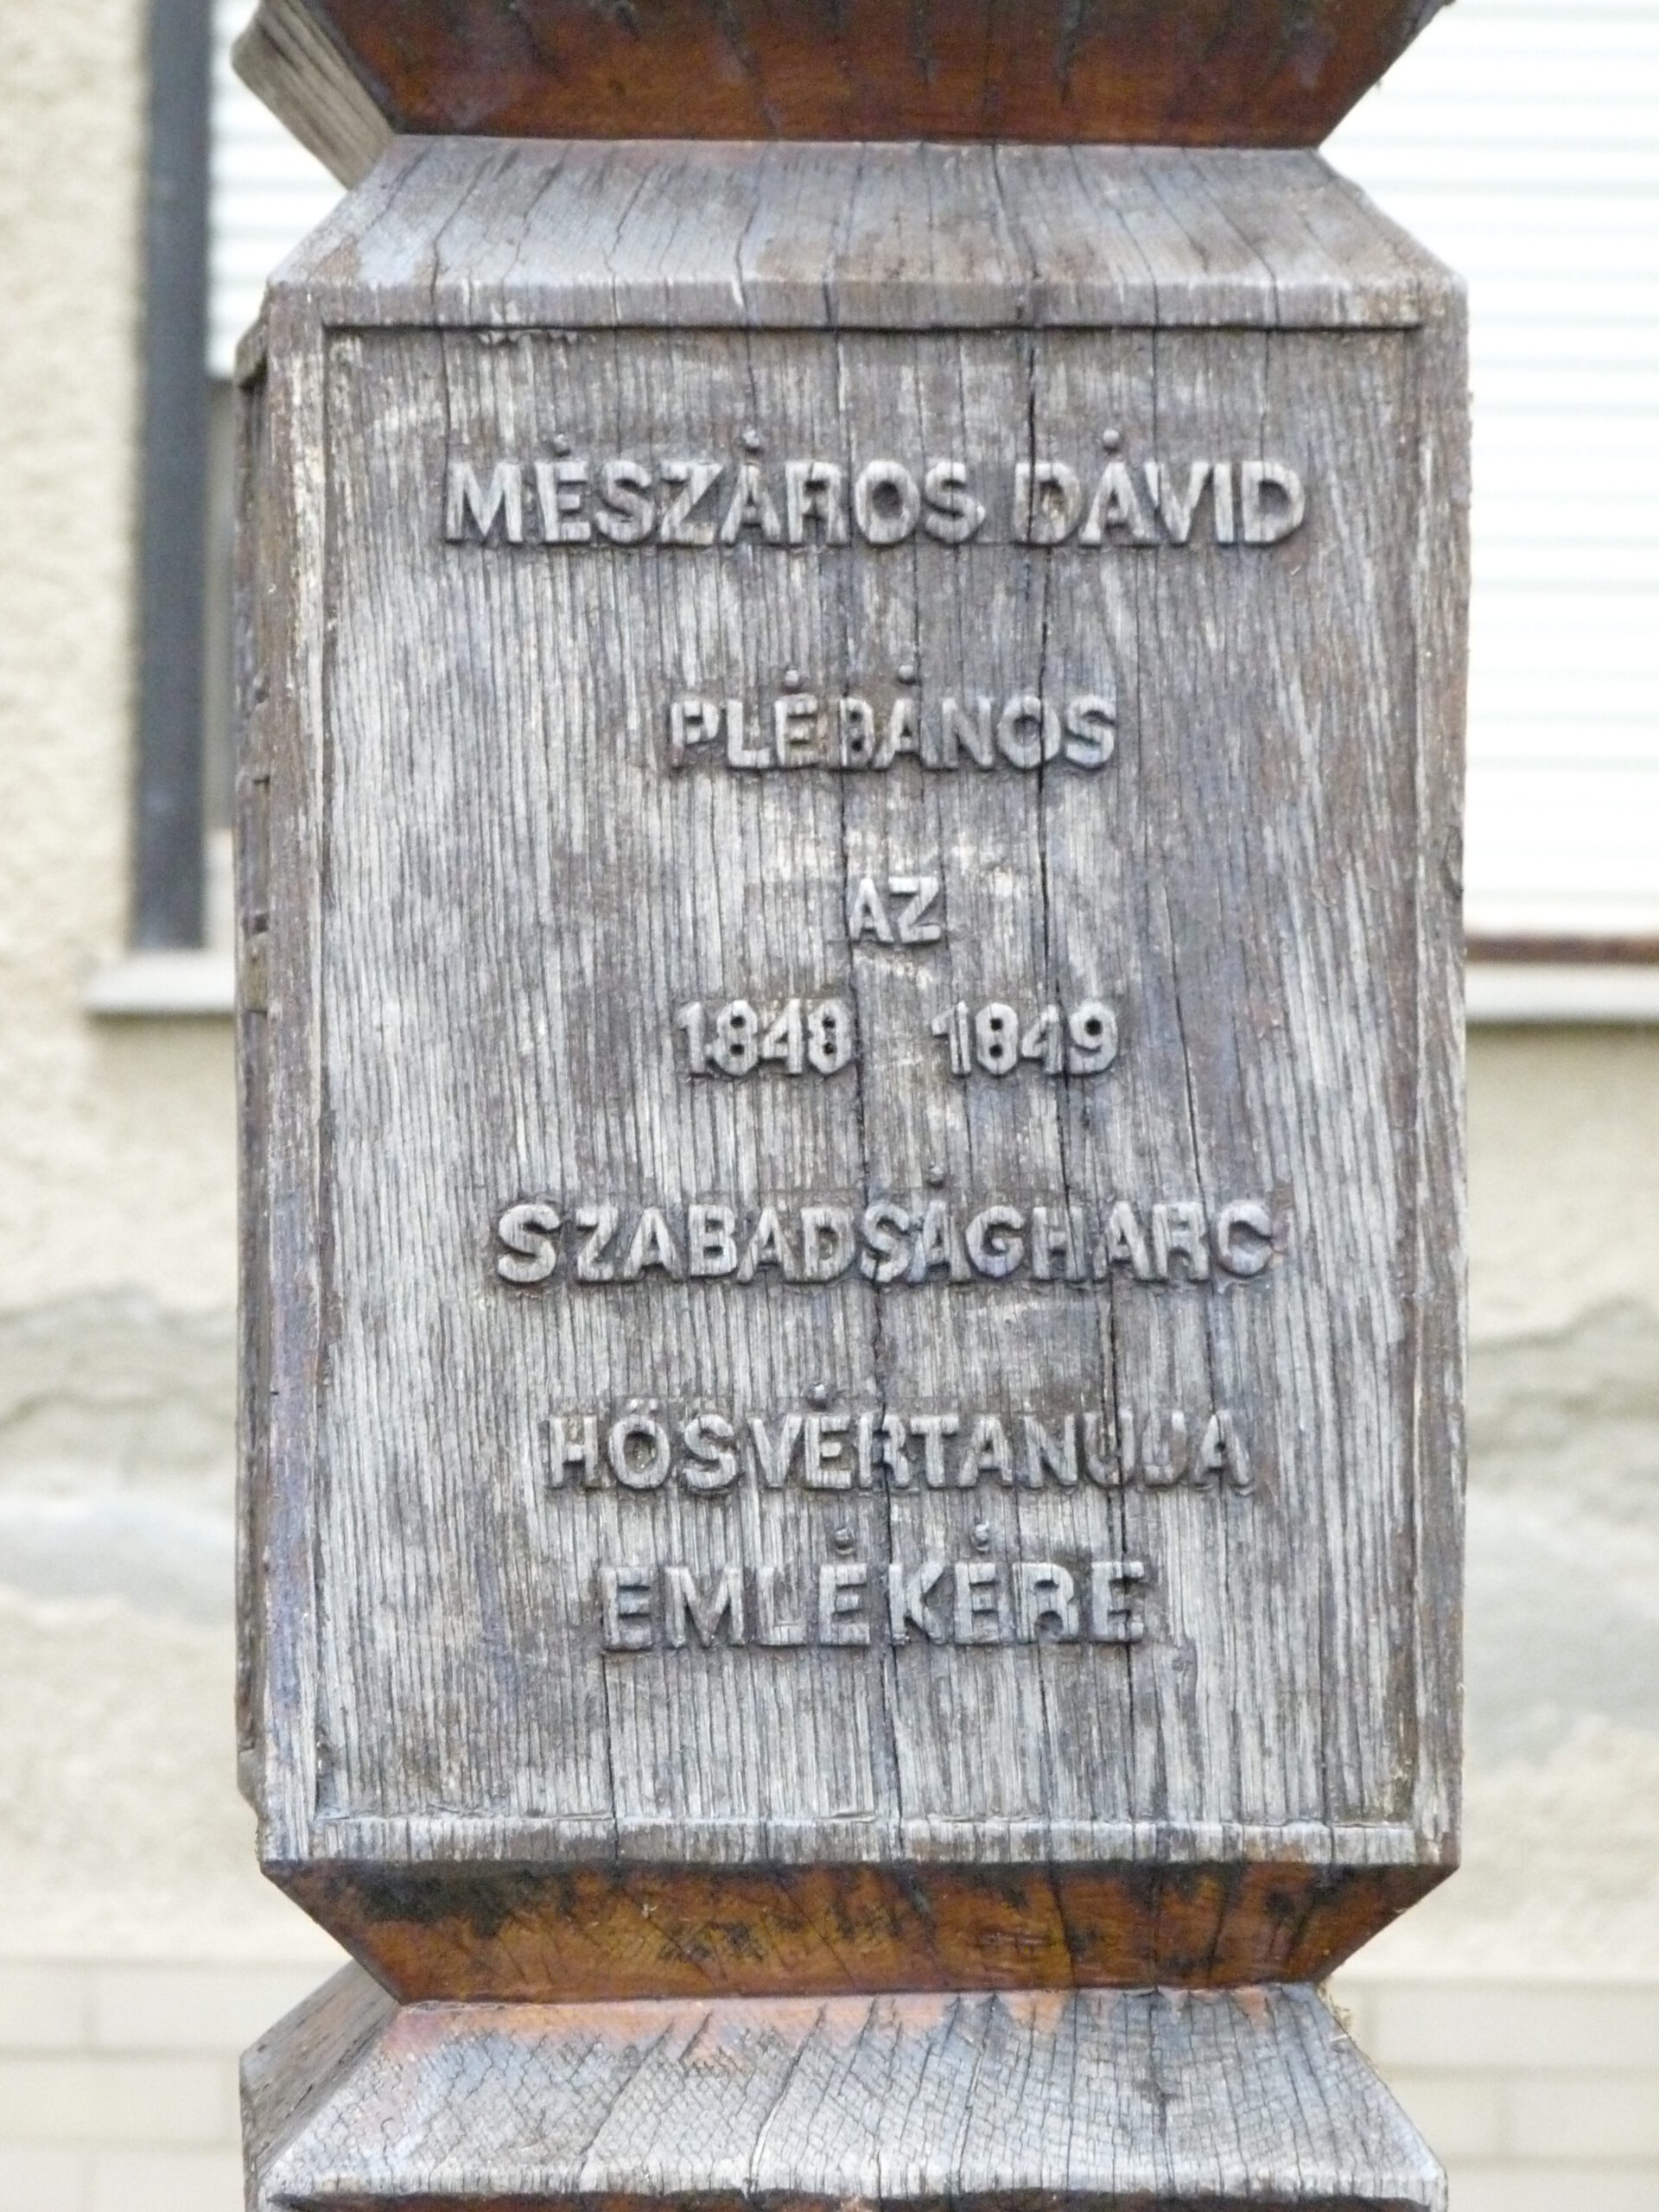 MÉSZÁROS DÁVID
PLÉBÁNOS
AZ
1848 1849
SZABADSÁGHARC
HŐSVÉRTANUJA
EMLÉKÉRE